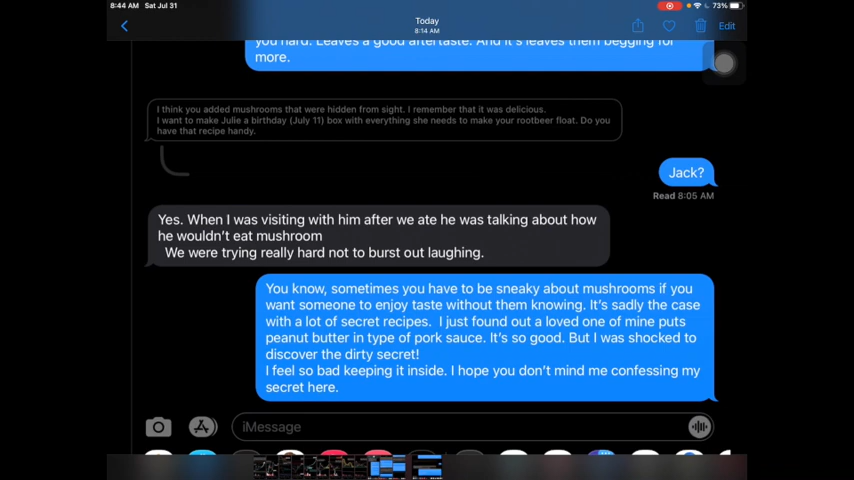 8:44 AM Sat Jul 31
73%
Today
8:14 AM
Edit
you hard. Leaves a good aftertaste. And it's leaves them begging for
more.
I think you added mushrooms that were hidden from sight. I remember that it was delicious.
I want to make Julie a birthday (July 11) box with everything she needs to make your rootbeer float. Do you
have that recipe handy.
Jack?
Read 8:05 AM
Yes. When I was visiting with him after we ate he was talking about how
he wouldn't eat mushroom
We were trying really hard not to burst out laughing.
You know, sometimes you have to be sneaky about mushrooms if you
want someone to enjoy taste without them knowing. It's sadly the case
with a lot of secret recipes. I just found out a loved one of mine puts
peanut butter in type of pork sauce. It's so good. But I was shocked to
discover the dirty secret!
I feel so bad keeping it inside. I hope you don't mind me confessing my
secret here.
iMessage